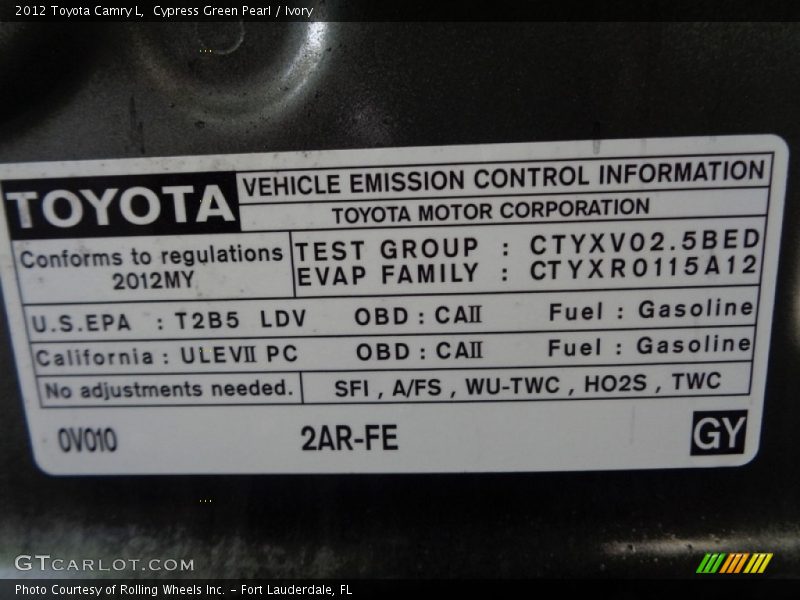 2012 Toyota Camry L, Cypress Green Pearl / Ivory
TOYOTA
VEHICLE EMISSION CONTROL INFORMATION
TOYOTA MOTOR CORPORATION
Conforms to regulations
2012MY
TEST GROUP : CTYXV02.5BED
EVAP FAMILY : CTYXR0115A12
U.S.EPA : T2B5 LDV OBD : CAⅡ Fuel : Gasoline
California : ULEVⅡ PC OBD : CAⅡ Fuel : Gasoline
No adjustments needed. SFI , A/FS , WU-TWC , HO2S , TWC
0V010 2AR-FE GY
GTCARLOT.COM
Photo Courtesy of Rolling Wheels Inc. - Fort Lauderdale, FL